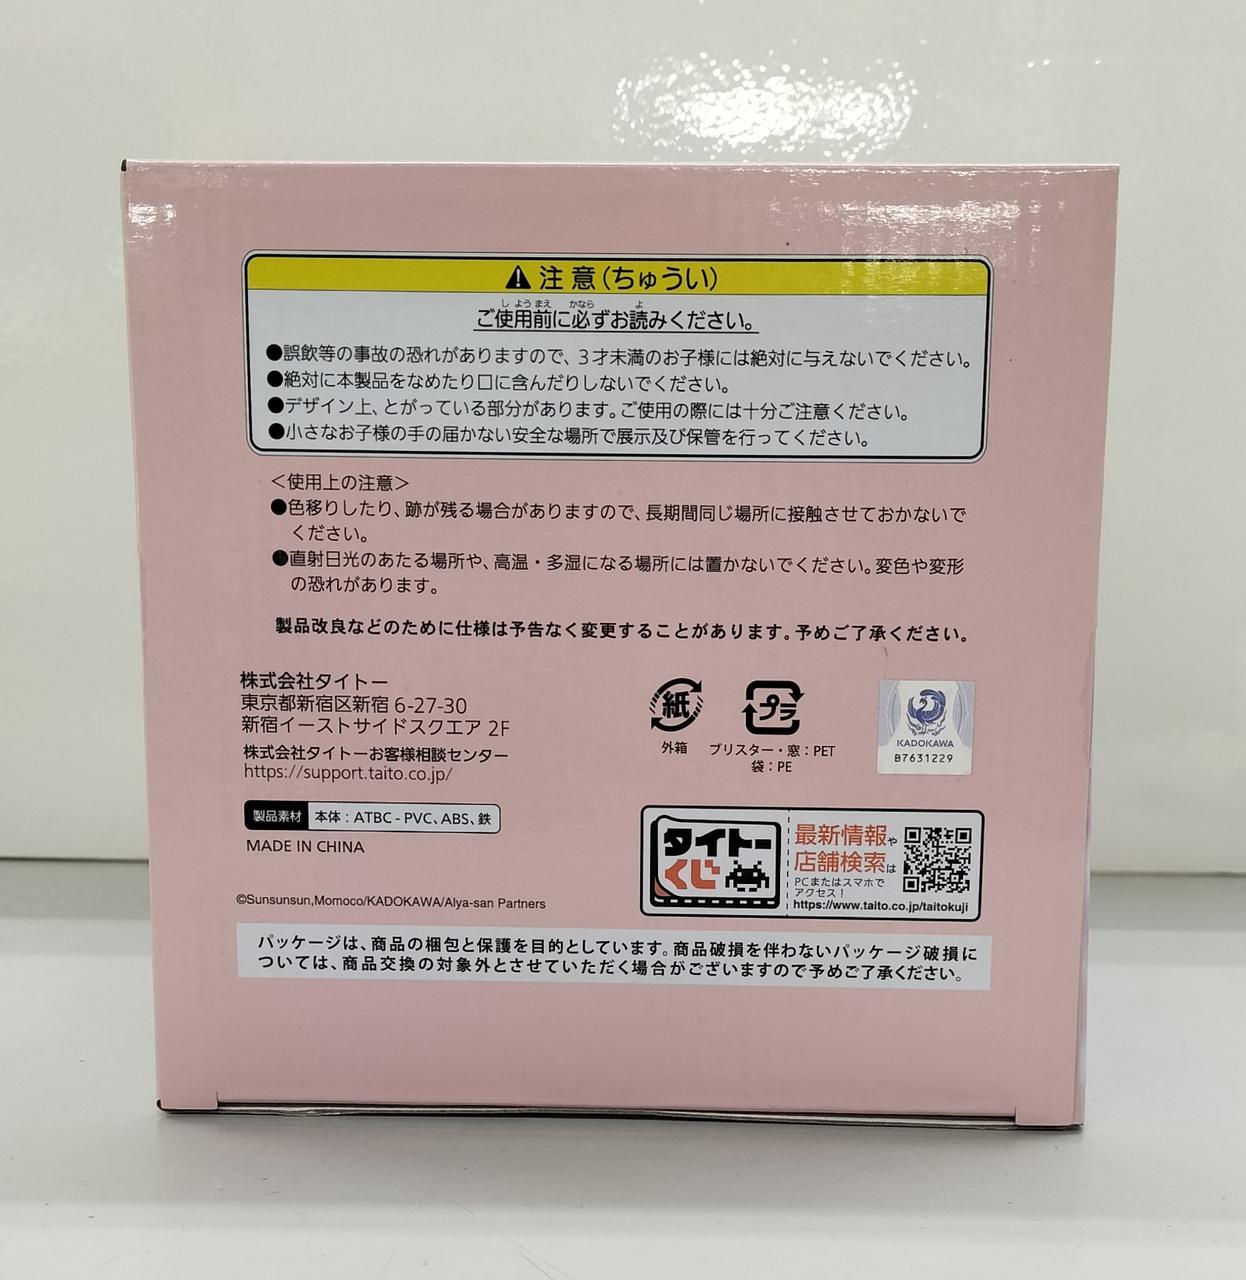 注意(ちゅうい)
ご使用前に必ずお読みください。
●誤飲等の事故の恐れがありますので、3才未満のお子様には絶対に与えないでください。
●絶対に本製品をなめたり口に含んだりしないでください。
●デザイン上、とがっている部分があります。ご使用の際には十分ご注意ください。
●小さなお子様の手の届かない安全な場所で展示及び保管を行ってください。
＜使用上の注意＞
●色移りしたり、跡が残る場合がありますので、長期間同じ場所に接触させておかないで
ください。
●直射日光のあたる場所や、高温・多湿になる場所には置かないでください。変色や変形
の恐れがあります。
製品改良などのために仕様は予告なく変更することがあります。予めご了承ください。
株式会社タイトー
東京都新宿区新宿 6-27-30
新宿イーストサイドスクエア 2F
株式会社タイトーお客様相談センター
https://support.taito.co.jp/
紙
外箱
プラ
ブリスター・窓：PET
袋：PE
KADOKAWA
B7631229
製品素材 本体：ATBC-PVC、ABS、鉄
MADE IN CHINA
タイトー
くじ
最新情報や
店舗検索は
PCまたはスマホで
アクセス！
https://www.taito.co.jp/taitokuji
©Sunsunsun,Momoco/KADOKAWA/Alya-san Partners
パッケージは、商品の梱包と保護を目的としています。商品破損を伴わないパッケージ破損に
ついては、商品交換の対象外とさせていただく場合がございますので予めご了承ください。